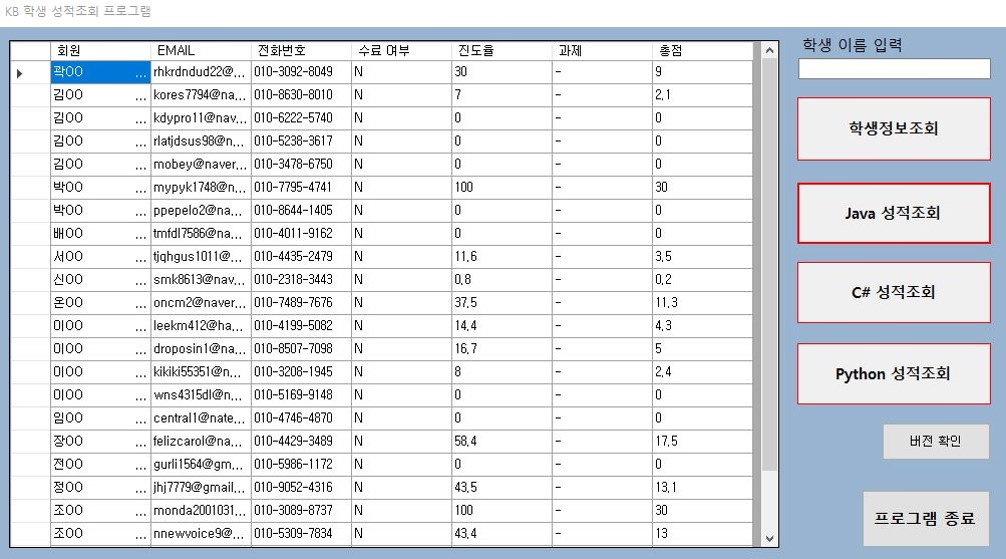 KB 학생 성적조회 프로그램
회원 EMAIL 전화번호 수료 여부 진도율 과제 총점
곽OO ... rhkrdndud22@... 010-3092-8049 N 30 - 9
김OO ... kores7794@na... 010-8630-8010 N 7 - 2,1
김OO ... kdypro11@nav... 010-6222-5740 N 0 - 0
김OO ... rlatjdsus98@n... 010-5238-3617 N 0 - 0
김OO ... mobey@naver... 010-3478-6750 N 0 - 0
박OO ... mypyk1748@n... 010-7795-4741 N 100 - 30
박OO ... ppepelo2@na... 010-8644-1405 N 0 - 0
배OO ... tmfdl7586@na... 010-4011-9162 N 0 - 0
서OO ... tjqhgus1011@... 010-4435-2479 N 11,6 - 3,5
신OO ... smk8613@nav... 010-2318-3443 N 0,8 - 0,2
온OO ... oncm2@naver... 010-7489-7676 N 37,5 - 11,3
이OO ... leekm412@ha... 010-4199-5082 N 14,4 - 4,3
이OO ... droposin1@na... 010-8507-7098 N 16,7 - 5
이OO ... kikiki55351@n... 010-3208-1945 N 8 - 2,4
이OO ... wns4315dl@n... 010-5169-9148 N 0 - 0
임OO ... central1@nate... 010-4746-4870 N 0 - 0
장OO ... felizcarol@na... 010-4429-3489 N 58,4 - 17,5
전OO ... gurli1564@gm... 010-5986-1172 N 0 - 0
정OO ... jhj7779@gmail... 010-9052-4316 N 43,5 - 13,1
조OO ... monda2001031... 010-3089-8737 N 100 - 30
조OO ... nnewvoice9@... 010-5309-7834 N 43,4 - 13
학생 이름 입력
학생정보조회
Java 성적조회
C# 성적조회
Python 성적조회
버전 확인
프로그램 종료